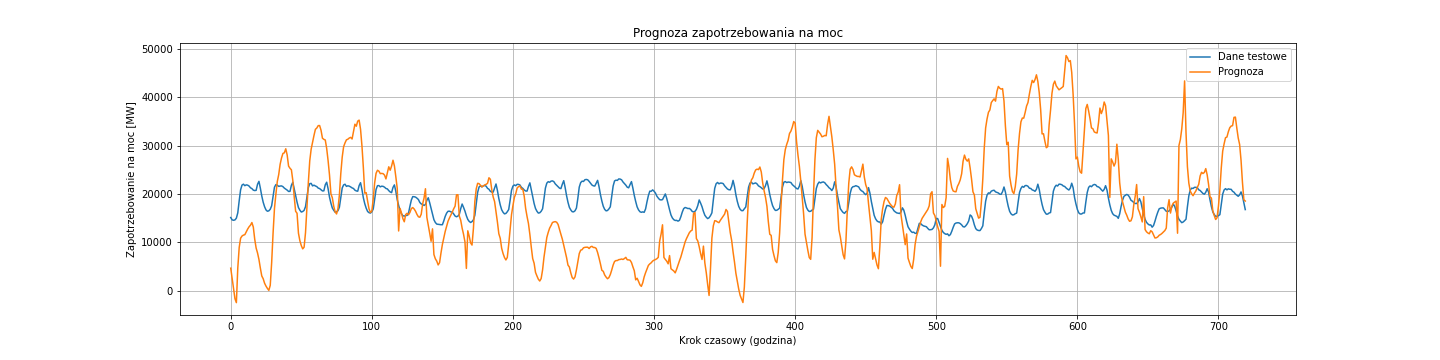 Prognoza zapotrzebowania na moc
Zapotrzebowanie na moc [MW]
50000
40000
30000
20000
10000
0
Dane testowe
Prognoza
0 100 200 300 400 500 600 700
Krok czasowy (godzina)